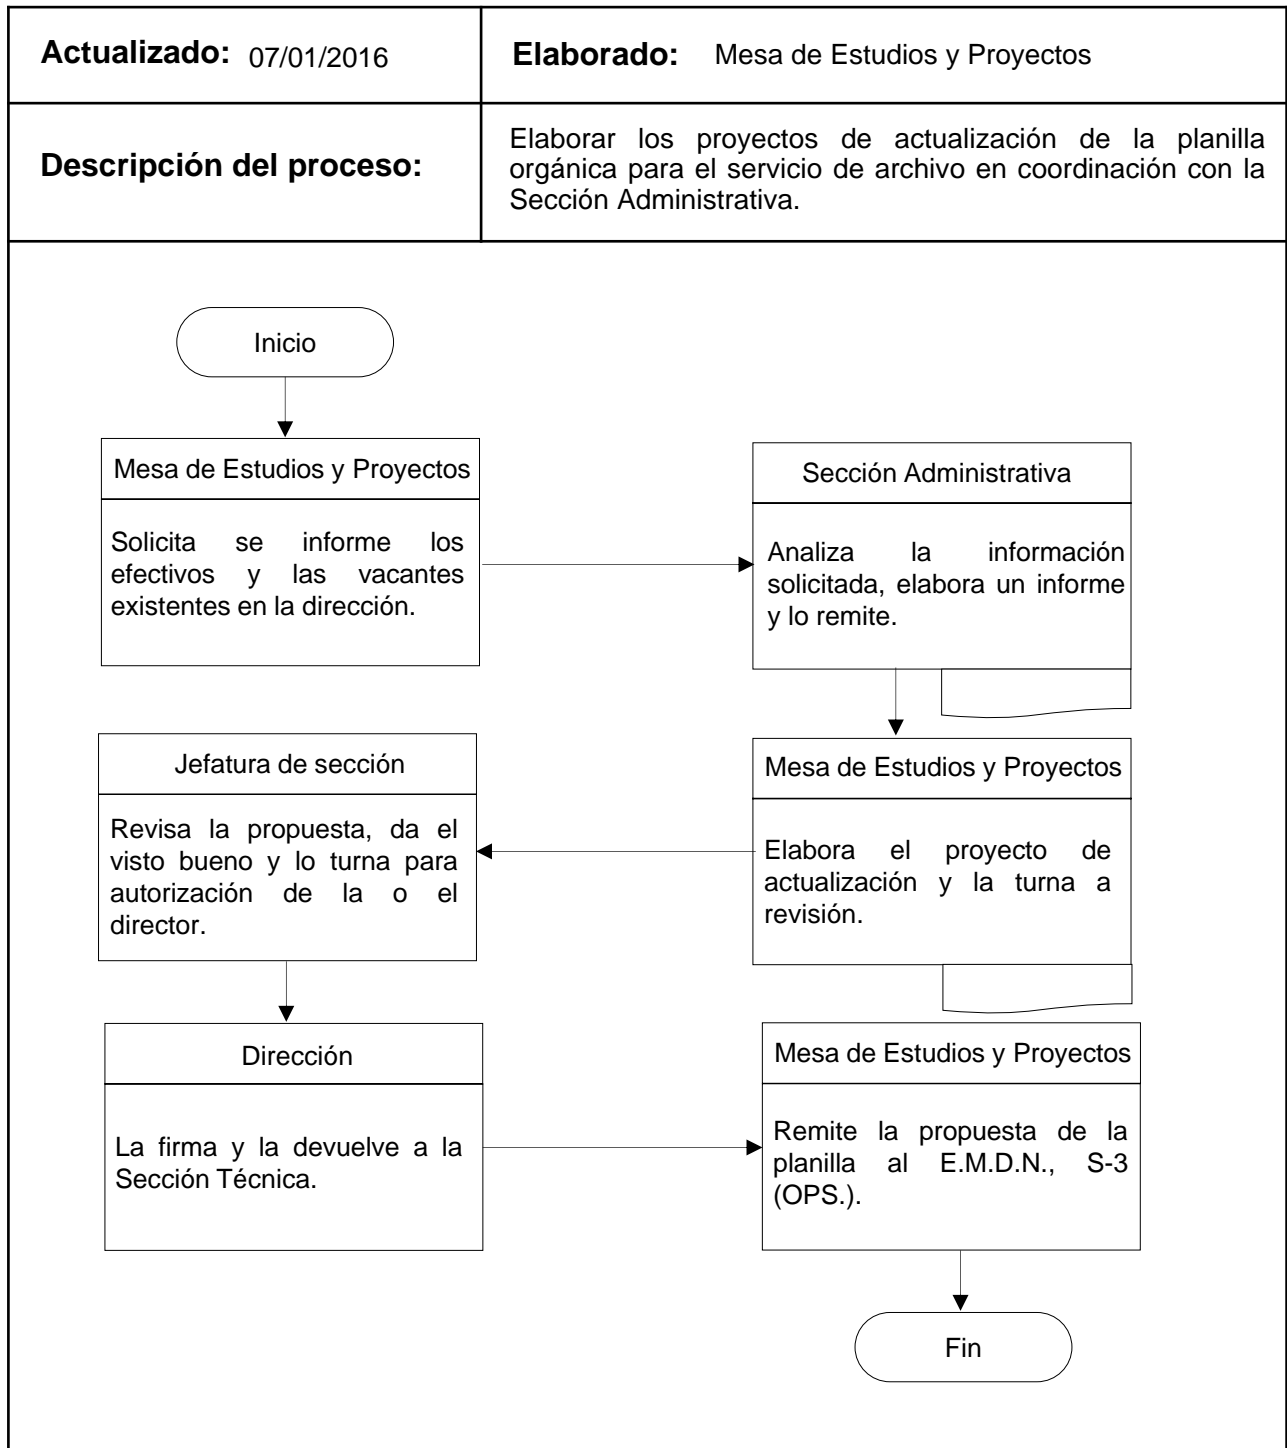 Actualizado: 07/01/2016
Elaborado: Mesa de Estudios y Proyectos
Descripción del proceso:
Elaborar los proyectos de actualización de la planilla
orgánica para el servicio de archivo en coordinación con la
Sección Administrativa.
Inicio
Mesa de Estudios y Proyectos
Solicita se informe los
efectivos y las vacantes
existentes en la dirección.
Sección Administrativa
Analiza la información
solicitada, elabora un informe
y lo remite.
Mesa de Estudios y Proyectos
Elabora el proyecto de
actualización y la turna a
revisión.
Jefatura de sección
Revisa la propuesta, da el
visto bueno y lo turna para
autorización de la o el
director.
Dirección
La firma y la devuelve a la
Sección Técnica.
Mesa de Estudios y Proyectos
Remite la propuesta de la
planilla al E.M.D.N., S-3
(OPS.).
Fin